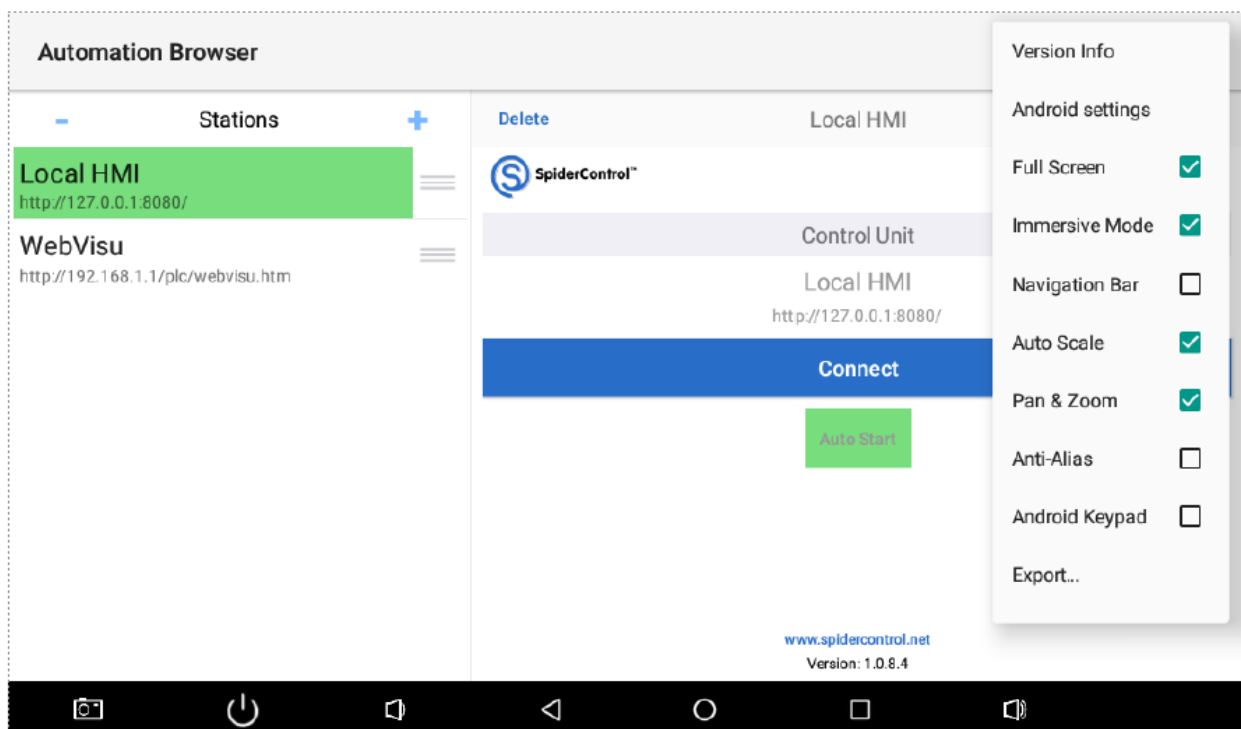 Automation Browser
- Stations +
Local HMI
http://127.0.0.1:8080/
WebVisu
http://192.168.1.1/plc/webvisu.htm
Delete Local HMI
SpiderControl™
Control Unit
Local HMI
http://127.0.0.1:8080/
Connect
Auto Start
www.spidercontrol.net
Version: 1.0.8.4
Version Info
Android settings
Full Screen
Immersive Mode
Navigation Bar
Auto Scale
Pan & Zoom
Anti-Alias
Android Keypad
Export...